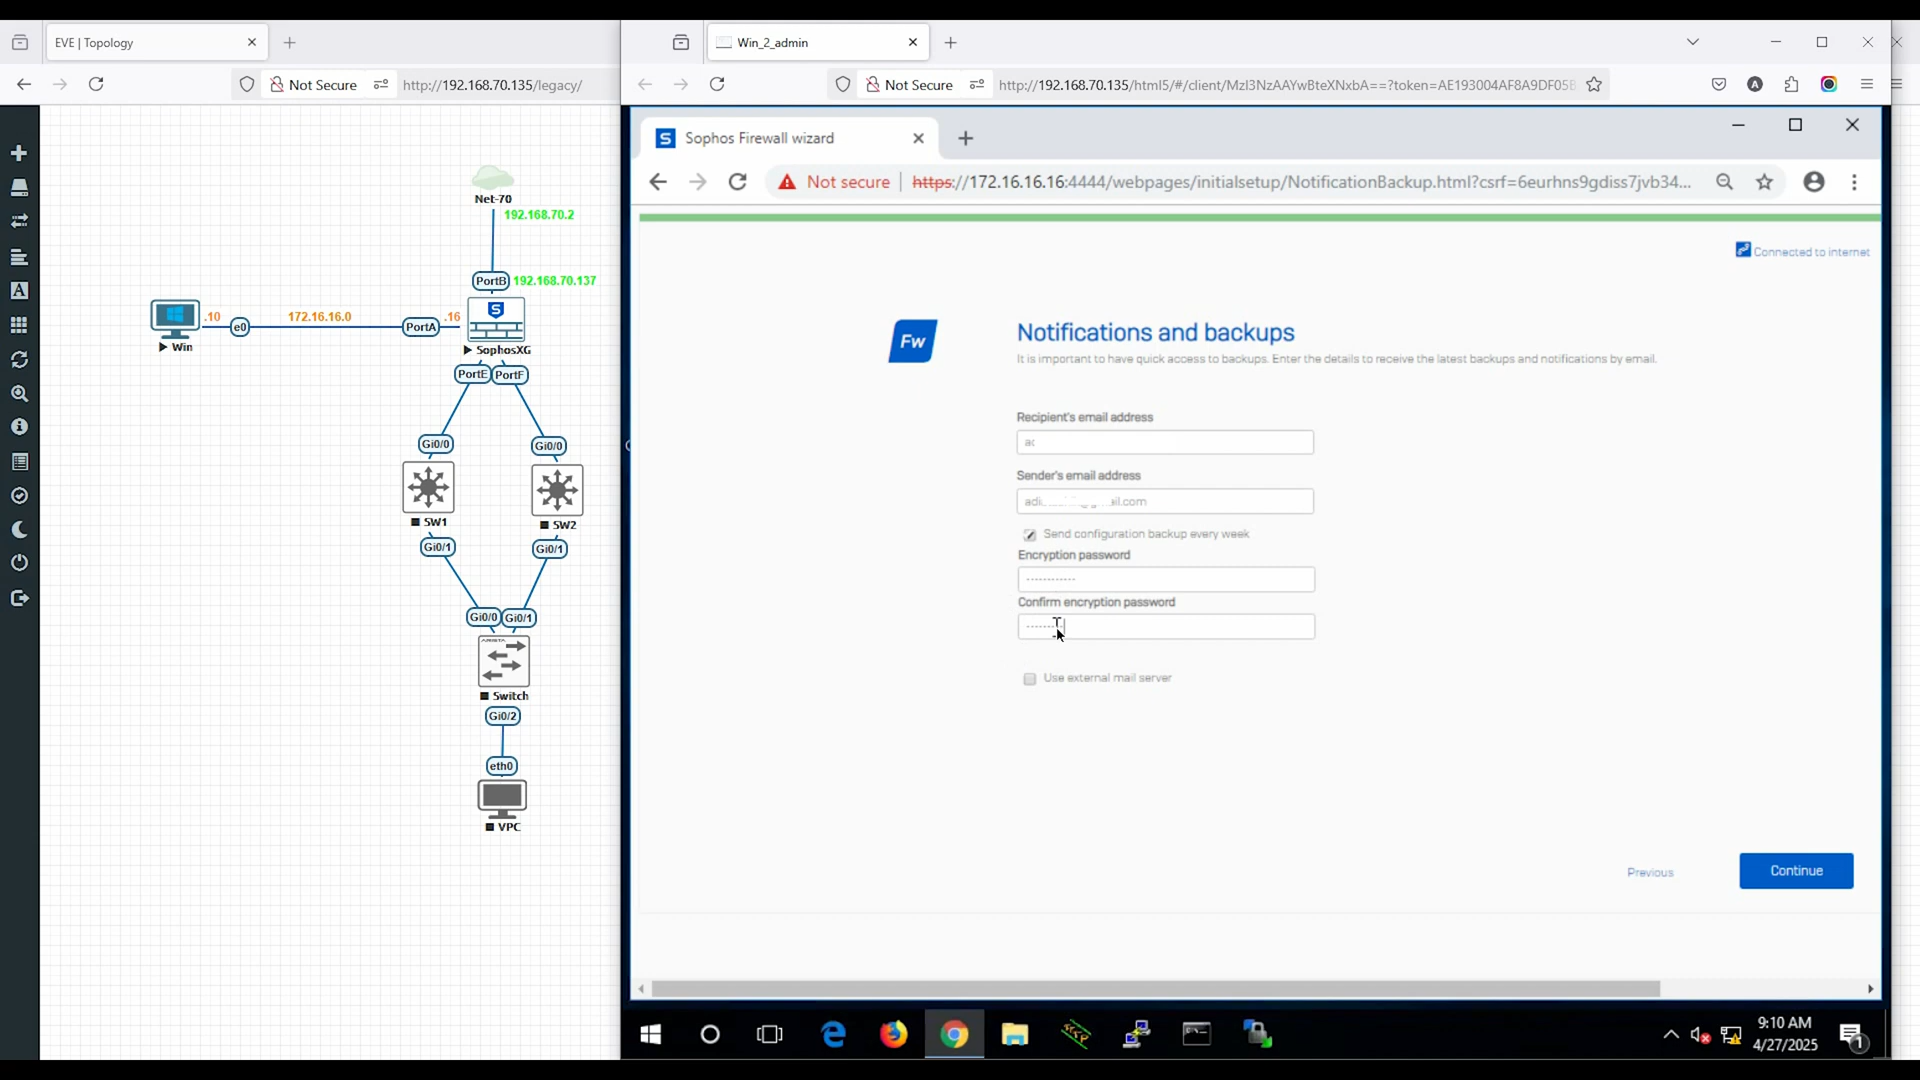 EVE | Topology
Not Secure
http://192.168.70.135/legacy/
Net-70
192.168.70.2
PortB
192.168.70.137
.10
e0
172.16.16.0
PortA
.16
S
Win
SophosXG
PortE
PortF
Gi0/0
Gi0/0
SW1
SW2
Gi0/1
Gi0/1
Gi0/0
Gi0/1
ARISTA
Switch
Gi0/2
eth0
VPC
A
Win_2_admin
Not Secure
http://192.168.70.135/html5/#/client/MzI3NzAAYwBteXNxbA==?token=AE193004AF8A9DF05B
A
S
Sophos Firewall wizard
Not secure
https://172.16.16.16:4444/webpages/initialsetup/NotificationBackup.html?csrf=6eurhns9gdiss7jvb34...
Connected to internet
Fw
Notifications and backups
It is important to have quick access to backups. Enter the details to receive the latest backups and notifications by email.
Recipient's email address
Sender's email address
Send configuration backup every week
Encryption password
Confirm encryption password
Use external mail server
Previous
Continue
9:10 AM
4/27/2025
1